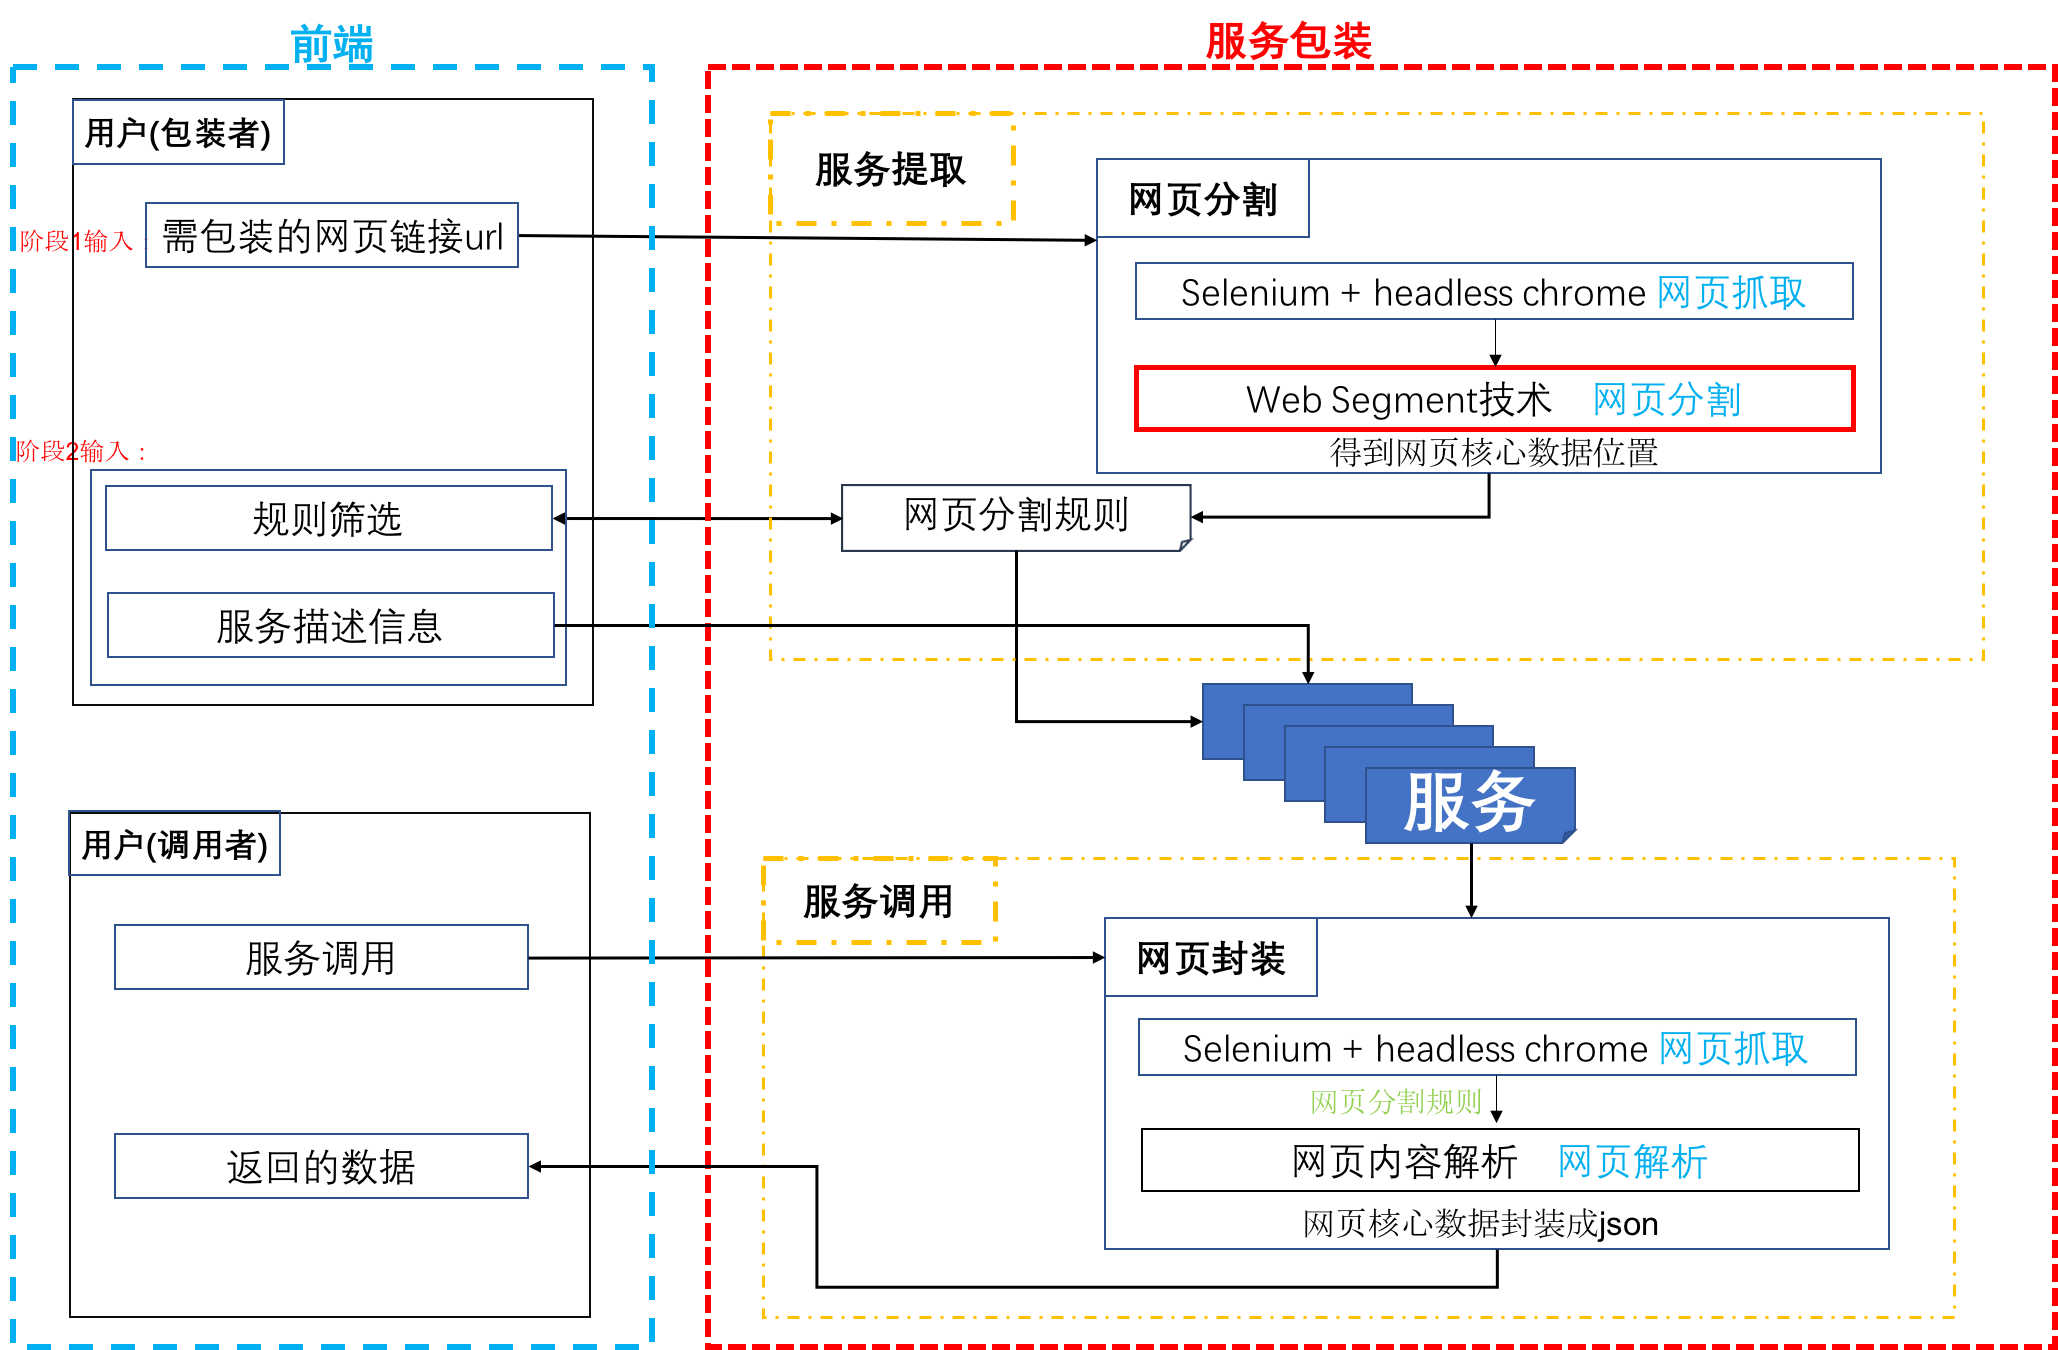 前端
服务包装
用户(包装者)
阶段1输入：
需包装的网页链接url
阶段2输入：
规则筛选
服务描述信息
服务提取
网页分割
Selenium + headless chrome 网页抓取
Web Segment技术 网页分割
得到网页核心数据位置
网页分割规则
服务
用户(调用者)
服务调用
返回的数据
服务调用
网页封装
Selenium + headless chrome 网页抓取
网页分割规则
网页内容解析 网页解析
网页核心数据封装成json